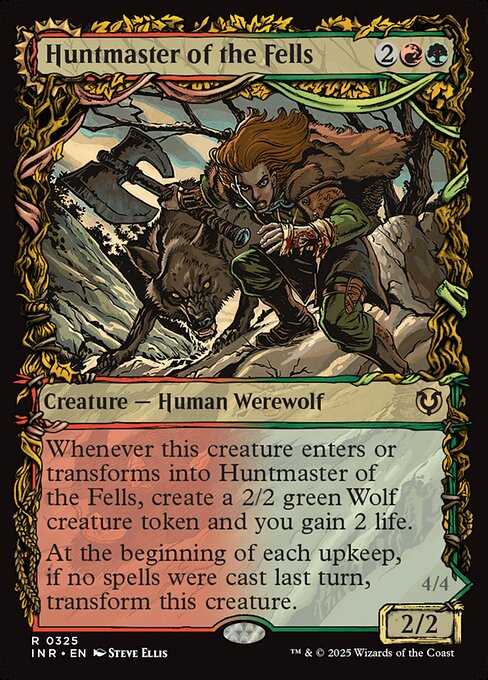 Huntmaster of the Fells 2
Creature — Human Werewolf
Whenever this creature enters or
transforms into Huntmaster of
the Fells, create a 2/2 green Wolf
creature token and you gain 2 life.
At the beginning of each upkeep,
if no spells were cast last turn,
transform this creature.
4/4
2/2
R 0325
INR • EN STEVE ELLIS
™ & © 2025 Wizards of the Coast